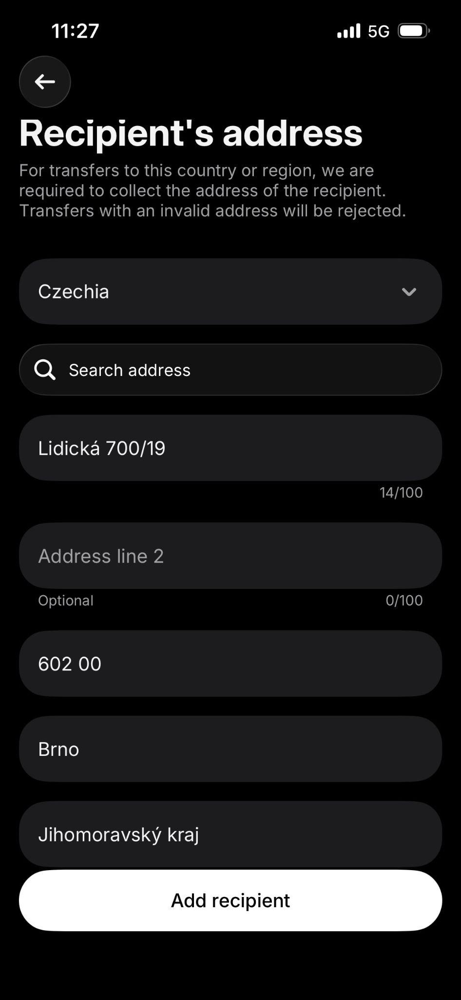 11:27 5G
Recipient's address
For transfers to this country or region, we are
required to collect the address of the recipient.
Transfers with an invalid address will be rejected.
Czechia
Search address
Lidická 700/19
14/100
Address line 2
Optional 0/100
602 00
Brno
Jihomoravský kraj
Add recipient